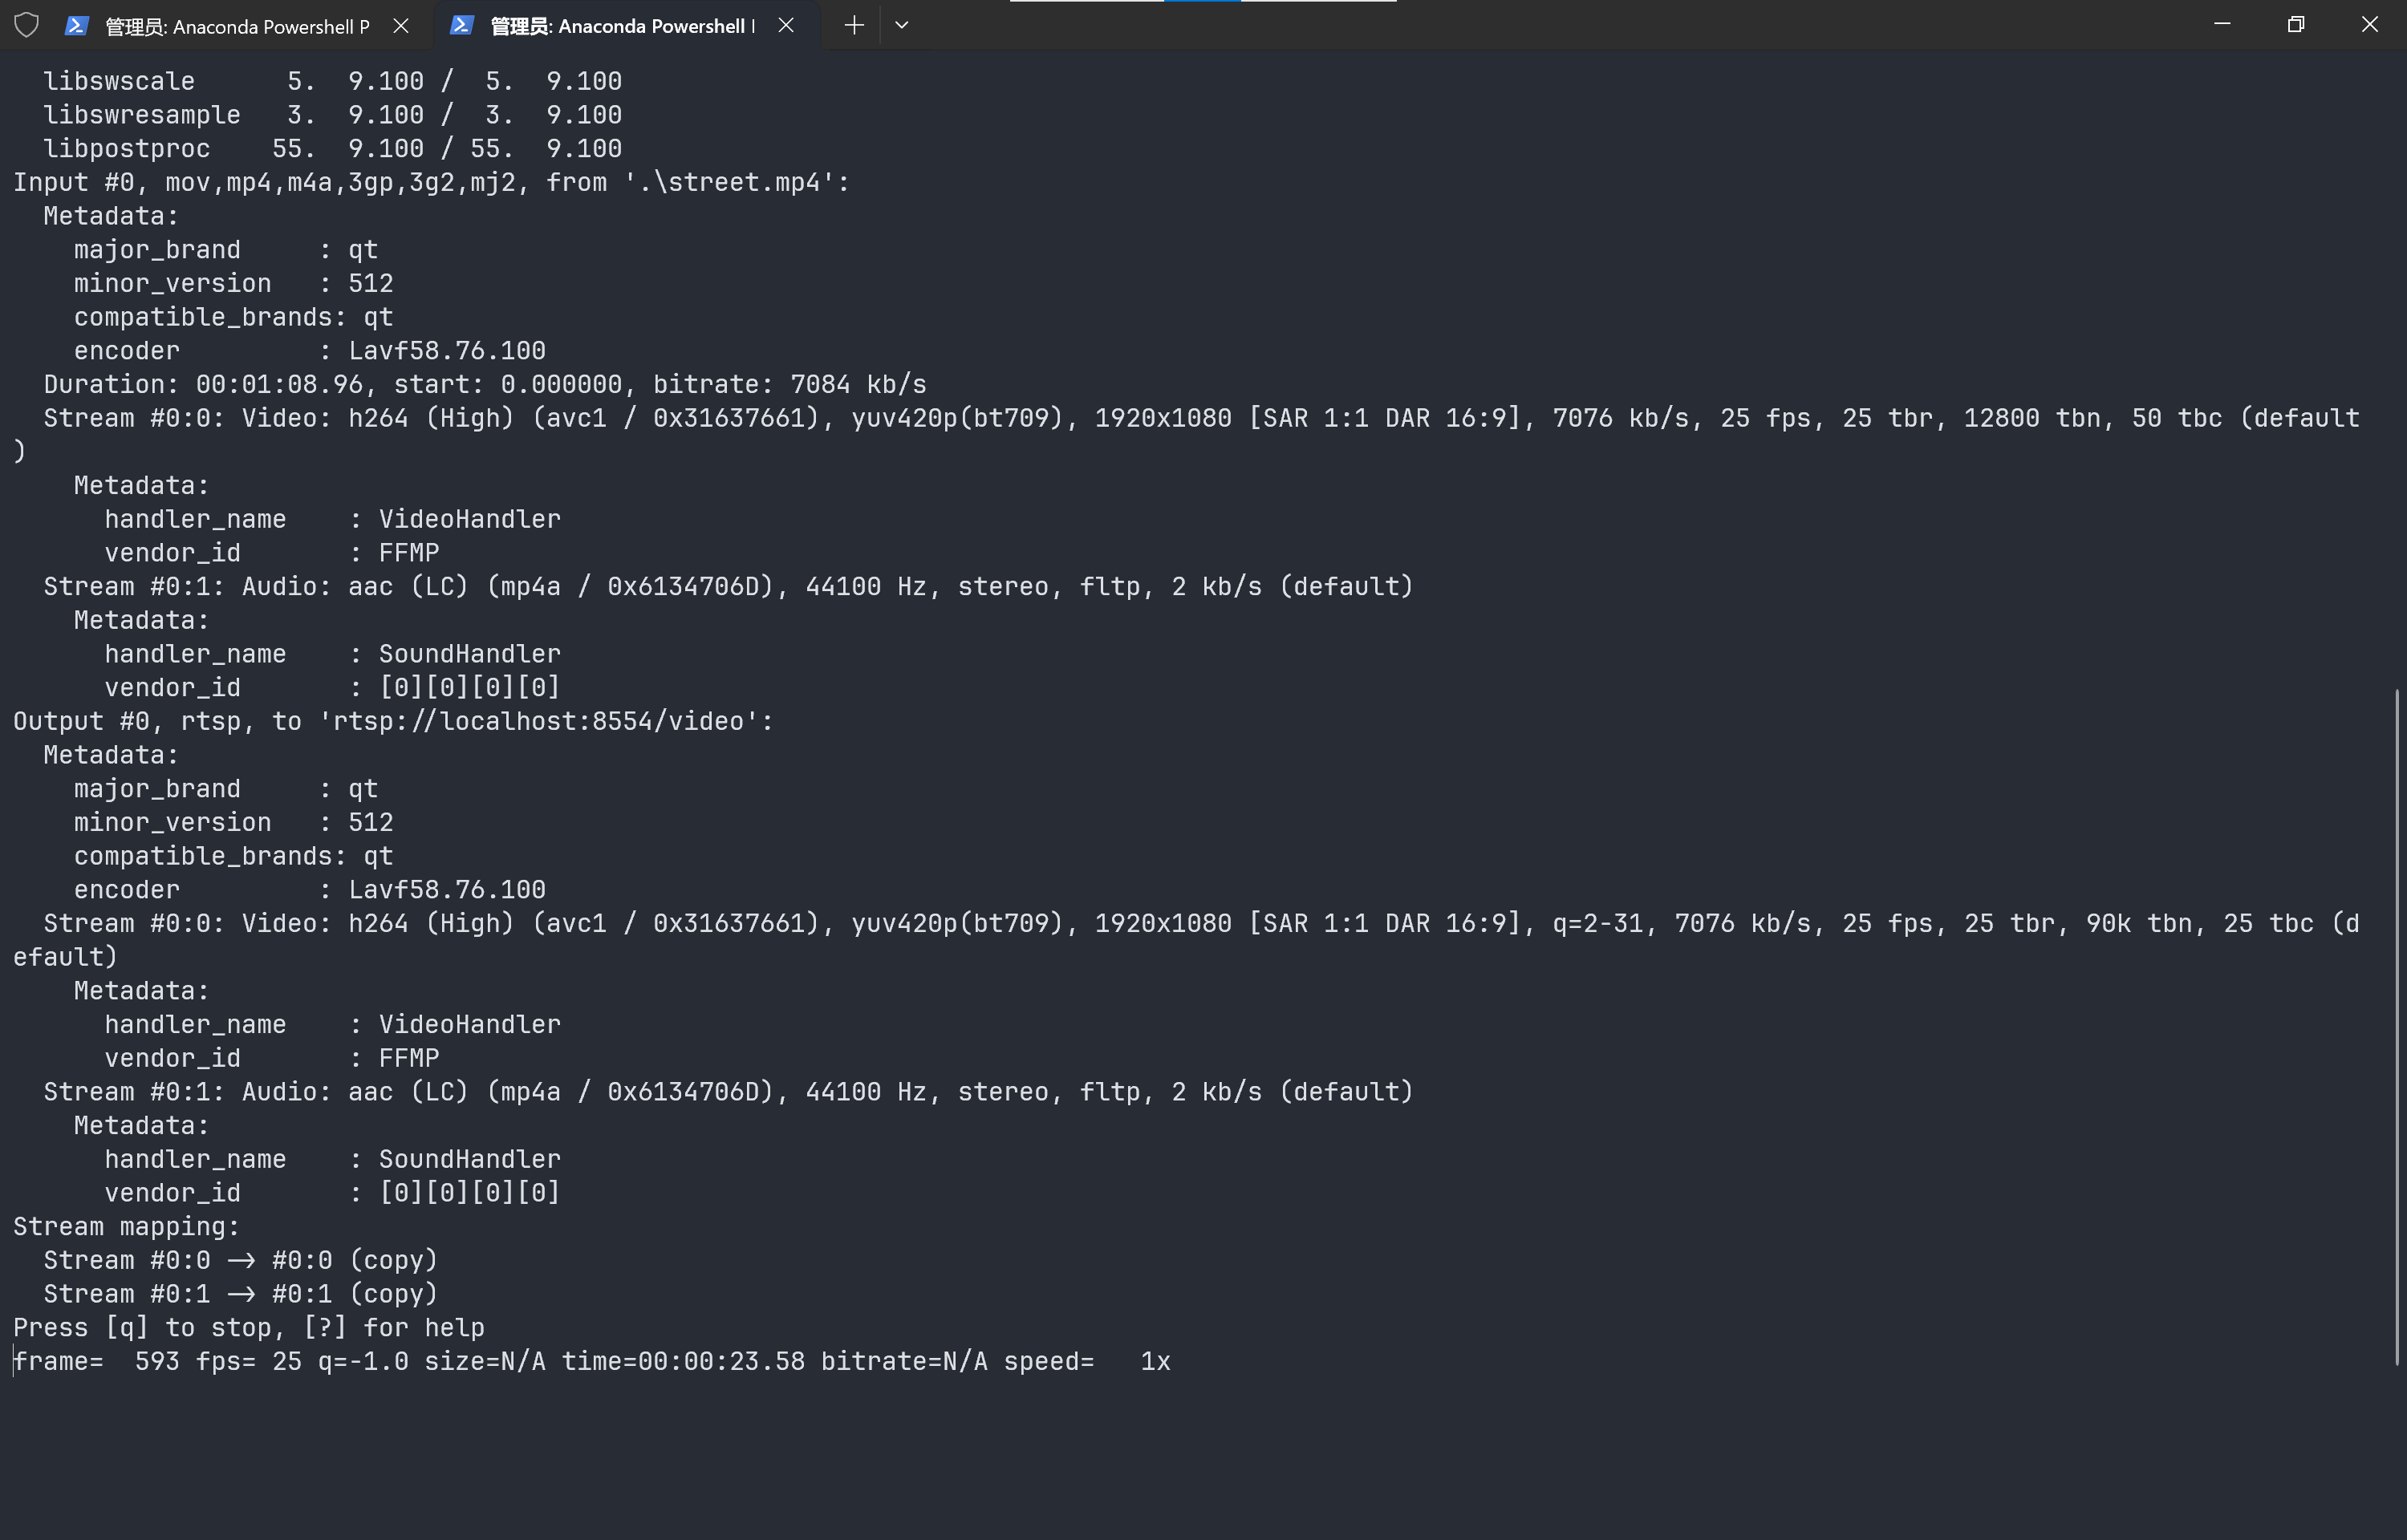 管理员: Anaconda Powershell P
管理员: Anaconda Powershell
libswscale      5.  9.100 /  5.  9.100
libswresample   3.  9.100 /  3.  9.100
libpostproc    55.  9.100 / 55.  9.100
Input #0, mov,mp4,m4a,3gp,3g2,mj2, from '.\street.mp4':
Metadata:
major_brand     : qt
minor_version   : 512
compatible_brands: qt
encoder         : Lavf58.76.100
Duration: 00:01:08.96, start: 0.000000, bitrate: 7084 kb/s
Stream #0:0: Video: h264 (High) (avc1 / 0x31637661), yuv420p(bt709), 1920x1080 [SAR 1:1 DAR 16:9], 7076 kb/s, 25 fps, 25 tbr, 12800 tbn, 50 tbc (default
)
Metadata:
handler_name    : VideoHandler
vendor_id       : FFMP
Stream #0:1: Audio: aac (LC) (mp4a / 0x6134706D), 44100 Hz, stereo, fltp, 2 kb/s (default)
Metadata:
handler_name    : SoundHandler
vendor_id       : [0][0][0][0]
Output #0, rtsp, to 'rtsp://localhost:8554/video':
Metadata:
major_brand     : qt
minor_version   : 512
compatible_brands: qt
encoder         : Lavf58.76.100
Stream #0:0: Video: h264 (High) (avc1 / 0x31637661), yuv420p(bt709), 1920x1080 [SAR 1:1 DAR 16:9], q=2-31, 7076 kb/s, 25 fps, 25 tbr, 90k tbn, 25 tbc (d
efault)
Metadata:
handler_name    : VideoHandler
vendor_id       : FFMP
Stream #0:1: Audio: aac (LC) (mp4a / 0x6134706D), 44100 Hz, stereo, fltp, 2 kb/s (default)
Metadata:
handler_name    : SoundHandler
vendor_id       : [0][0][0][0]
Stream mapping:
Stream #0:0 -> #0:0 (copy)
Stream #0:1 -> #0:1 (copy)
Press [q] to stop, [?] for help
frame=  593 fps= 25 q=-1.0 size=N/A time=00:00:23.58 bitrate=N/A speed=   1x